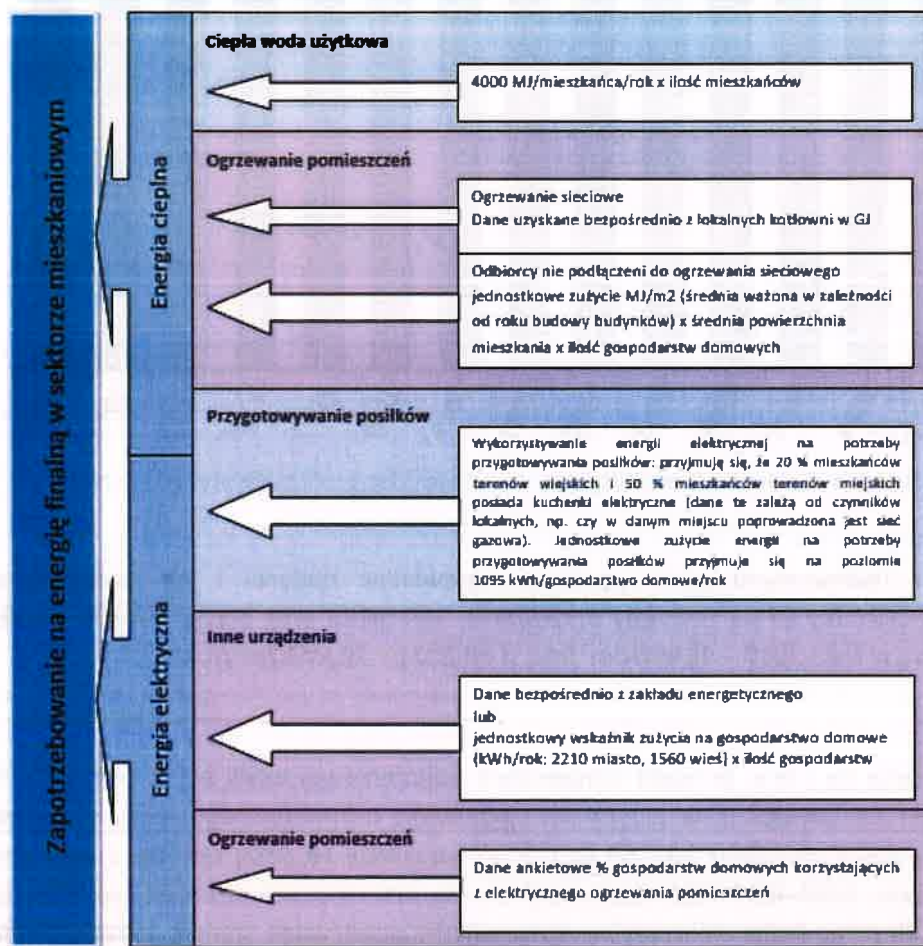 Zapotrzebowanie na energię finalną w sektorze mieszkaniowym
Energia cieplna
Ciepła woda użytkowa
4000 MJ/mieszkańca/rok x ilość mieszkańców
Ogrzewanie pomieszczeń
Ogrzewanie sieciowe
Dane uzyskane bezpośrednio z lokalnych kotłowni w GJ
Odbiorcy nie podłączeni do ogrzewania sieciowego
jednostkowe zużycie MJ/m2 (średnia ważona w zależności
od roku budowy budynków) x średnia powierzchnia
mieszkania x ilość gospodarstw domowych
Przygotowywanie posiłków
Wykorzystywanie energii elektrycznej na potrzeby
przygotowywania posiłków: przyjmuję się, że 20 % mieszkańców
terenów wiejskich i 50 % mieszkańców terenów miejskich
posiada kuchenki elektryczne (dane te zależą od czynników
lokalnych, np. czy w danym miejscu poprowadzona jest sieć
gazowa). Jednostkowe zużycie energii na potrzeby
przygotowywania posiłków przyjmuje się na poziomie
1095 kWh/gospodarstwo domowe/rok
Energia elektryczna
Inne urządzenia
Dane bezpośrednio z zakładu energetycznego
lub
jednostkowy wskaźnik zużycia na gospodarstwo domowe
(kWh/rok: 2210 miasto, 1560 wieś) x ilość gospodarstw
Ogrzewanie pomieszczeń
Dane ankietowe % gospodarstw domowych korzystających
z elektrycznego ogrzewania pomieszczeń